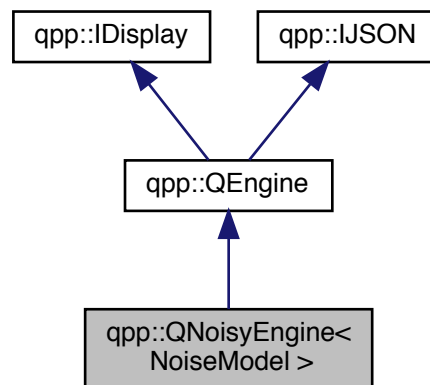 qpp::IDisplay
qpp::IJSON
qpp::QEngine
qpp::QNoisyEngine<
NoiseModel >